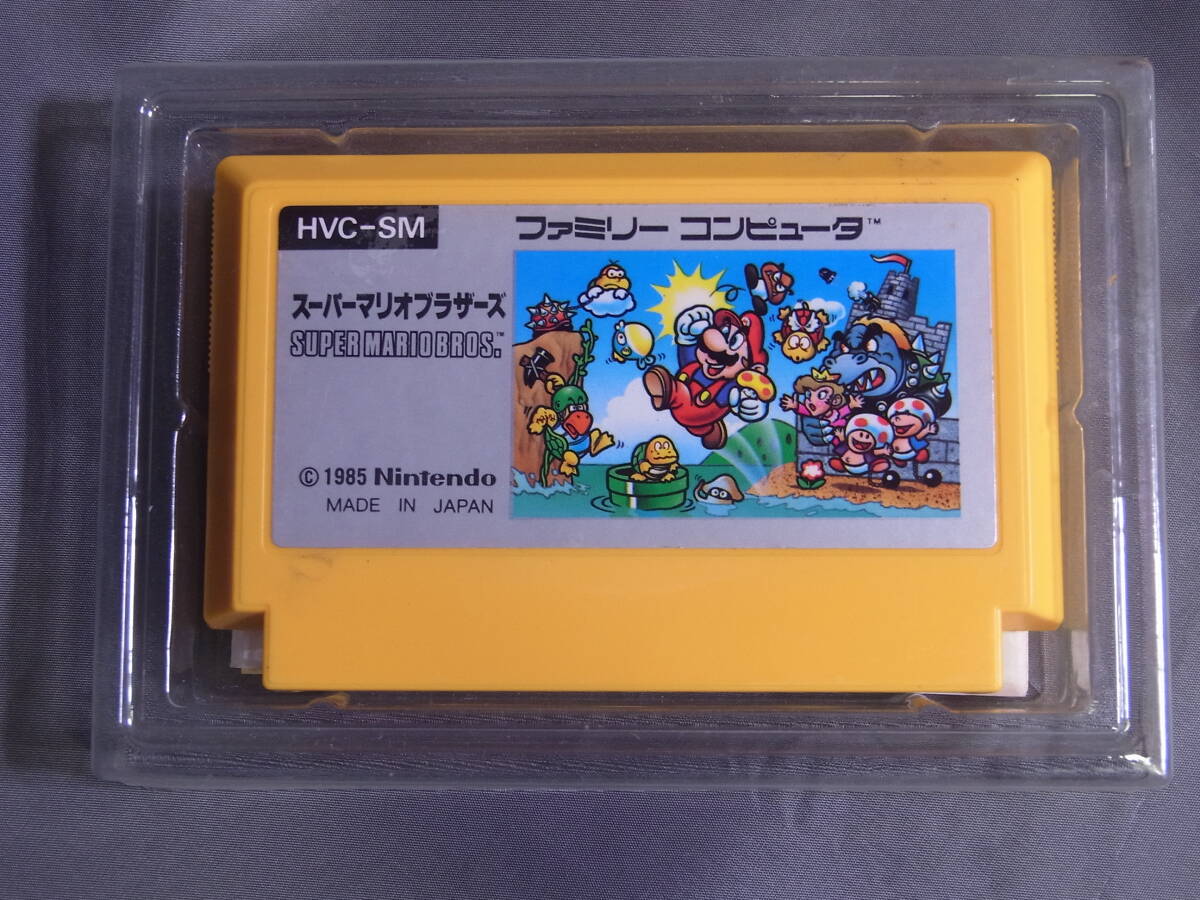 HVC-SM
ファミリー コンピュータ™
スーパーマリオブラザーズ
SUPER MARIO BROS.™
© 1985 Nintendo
MADE IN JAPAN